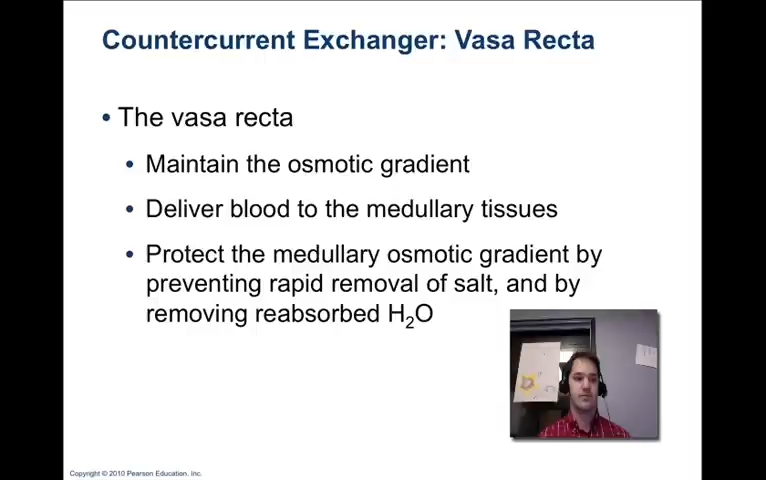 Countercurrent Exchanger: Vasa Recta
• The vasa recta
• Maintain the osmotic gradient
• Deliver blood to the medullary tissues
• Protect the medullary osmotic gradient by
preventing rapid removal of salt, and by
removing reabsorbed H₂O
Copyright © 2010 Pearson Education, Inc.